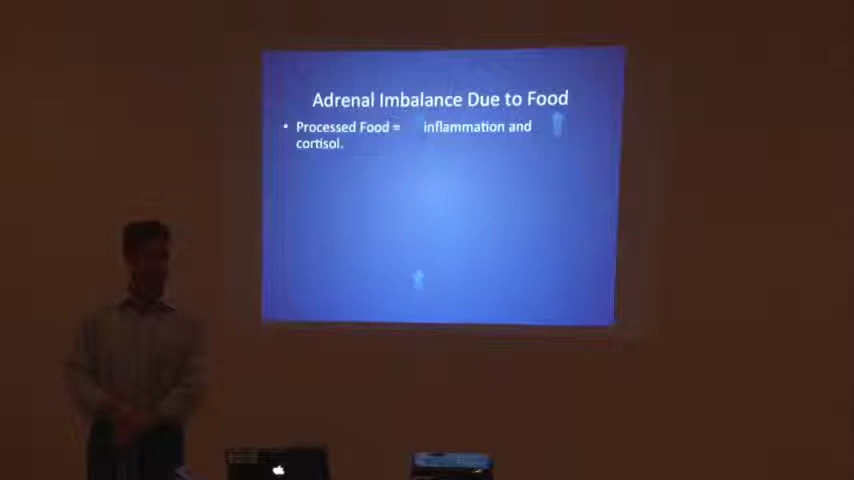 Adrenal Imbalance Due to Food
• Processed Food = inflammation and
cortisol.